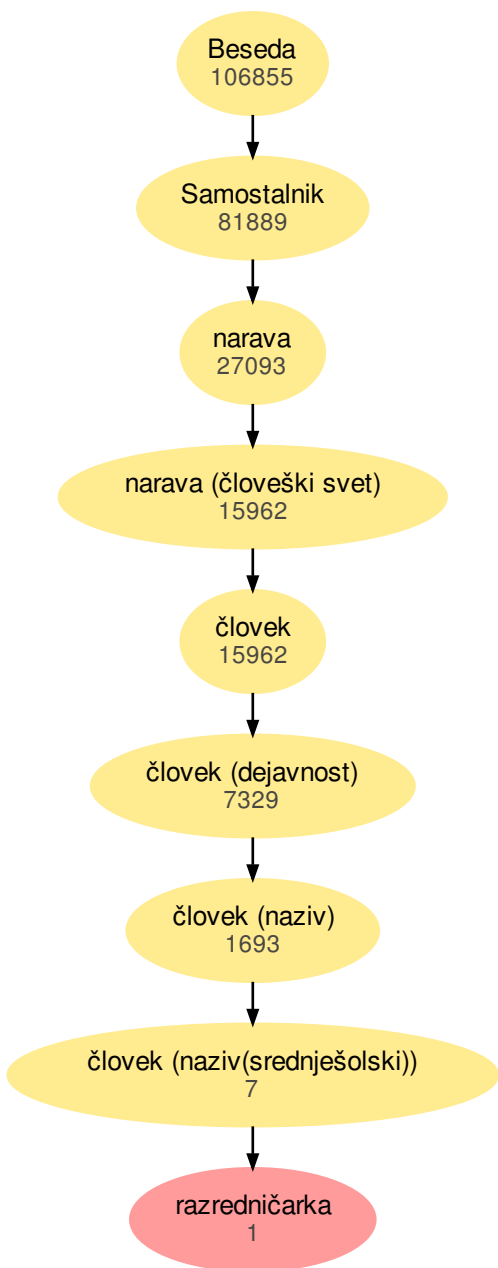 Beseda
106855
Samostalnik
81889
narava
27093
narava (človeški svet)
15962
človek
15962
človek (dejavnost)
7329
človek (naziv)
1693
človek (naziv(srednješolski))
7
razredničarka
1